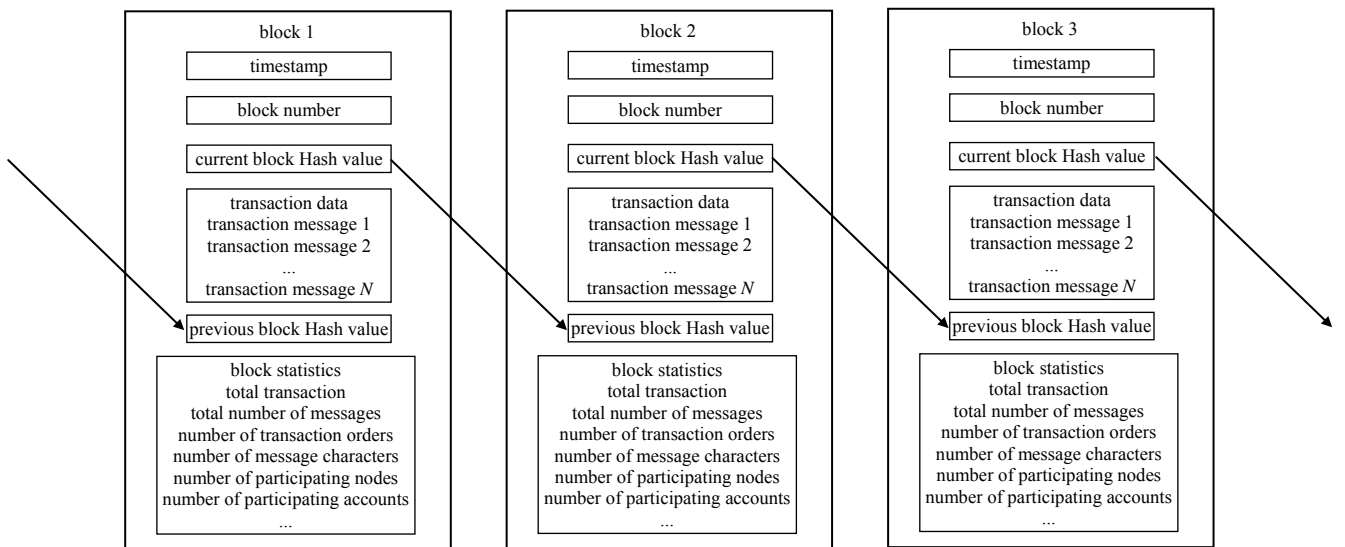 block 1
timestamp
block number
current block Hash value
transaction data
transaction message 1
transaction message 2
...
transaction message N
previous block Hash value
block statistics
total transaction
total number of messages
number of transaction orders
number of message characters
number of participating nodes
number of participating accounts
...
block 2
timestamp
block number
current block Hash value
transaction data
transaction message 1
transaction message 2
...
transaction message N
previous block Hash value
block statistics
total transaction
total number of messages
number of transaction orders
number of message characters
number of participating nodes
number of participating accounts
...
block 3
timestamp
block number
current block Hash value
transaction data
transaction message 1
transaction message 2
...
transaction message N
previous block Hash value
block statistics
total transaction
total number of messages
number of transaction orders
number of message characters
number of participating nodes
number of participating accounts
...